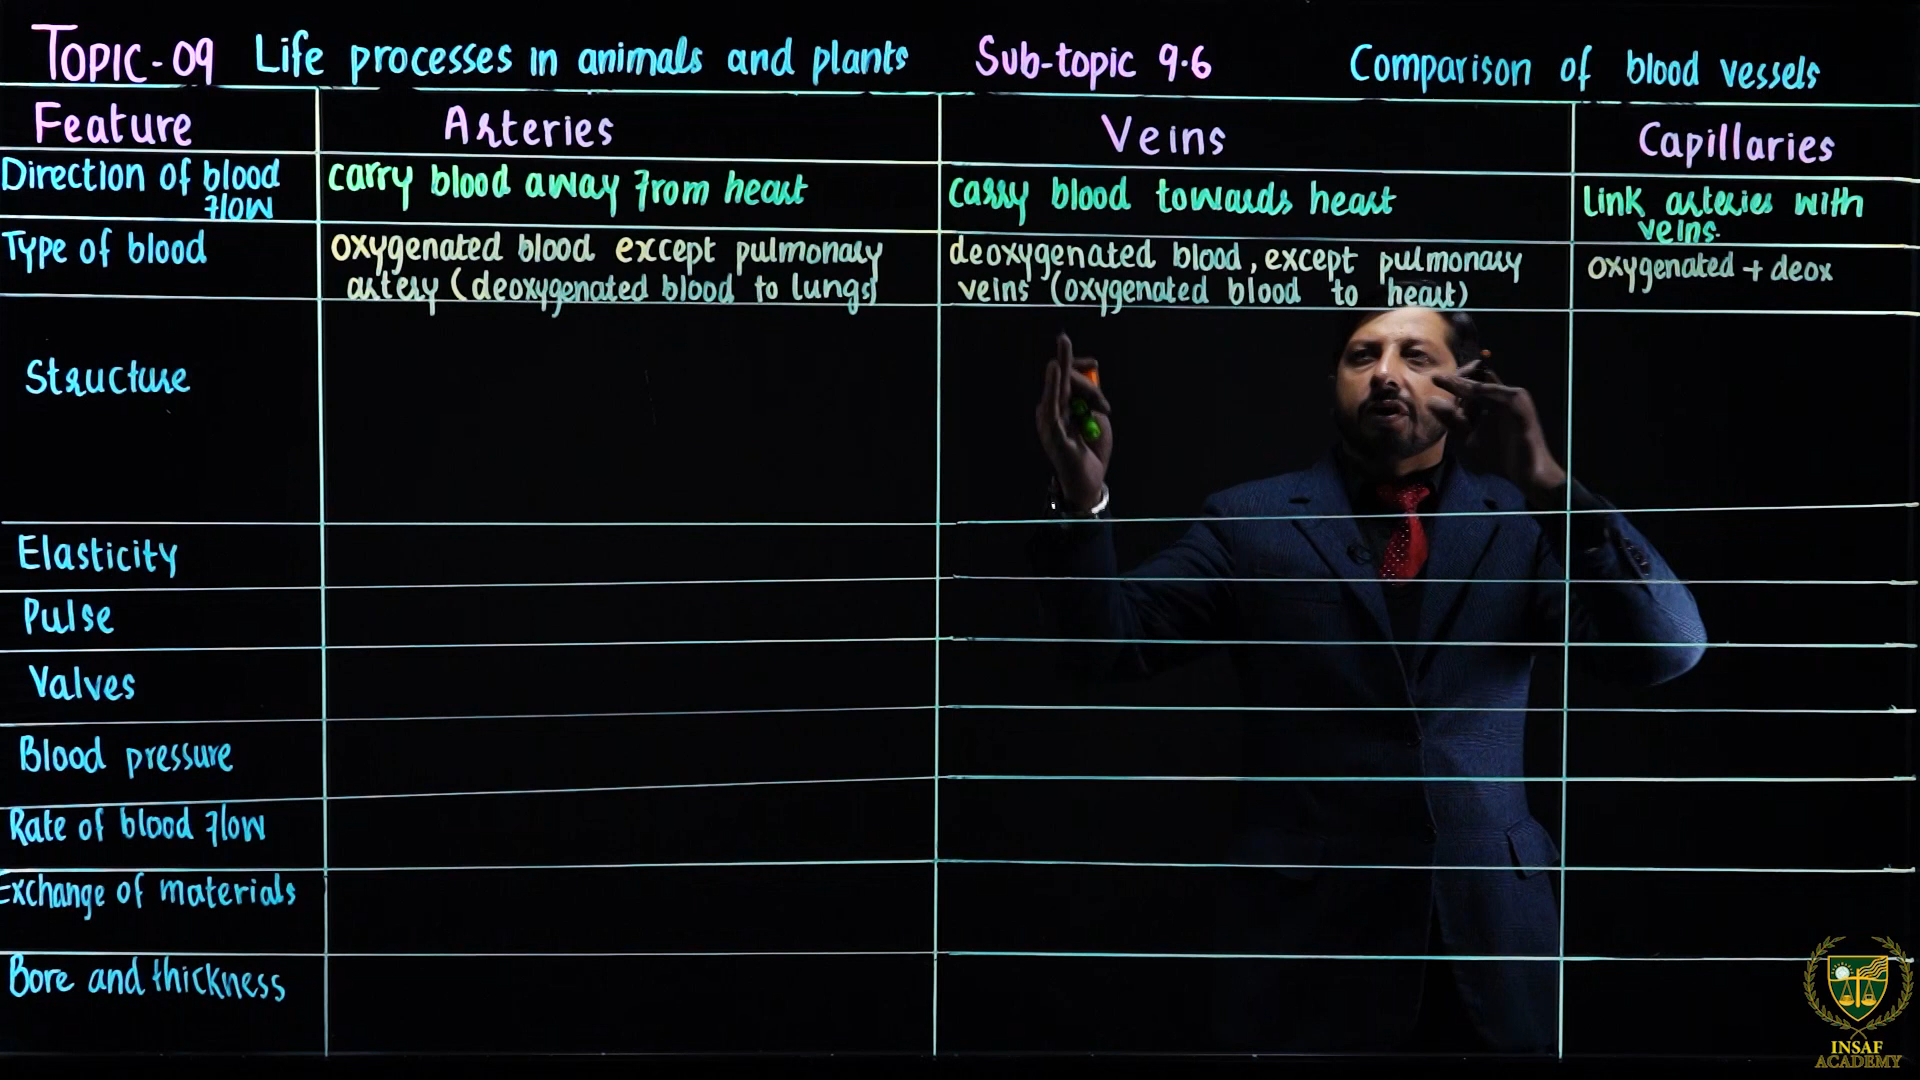 Topic-09 Life processes in animals and plants Sub-topic 9.6 Comparison of blood vessels
Feature Arteries Veins Capillaries
Direction of blood flow
carry blood away from heart
carry blood towards heart
Link arteries with
veins.
Type of blood
oxygenated blood except pulmonary
artery (deoxygenated blood to lungs)
deoxygenated blood, except pulmonary
veins (oxygenated blood to heart)
oxygenated + deox
Structure
Elasticity
Pulse
Valves
Blood pressure
Rate of blood flow
Exchange of materials
Bore and thickness
INSAF
ACADEMY